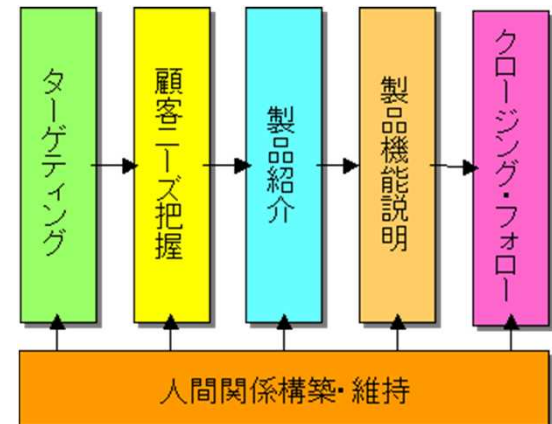 ターゲティング
顧客ニーズ把握
製品紹介
製品機能説明
クロージング・フォロー
人間関係構築・維持